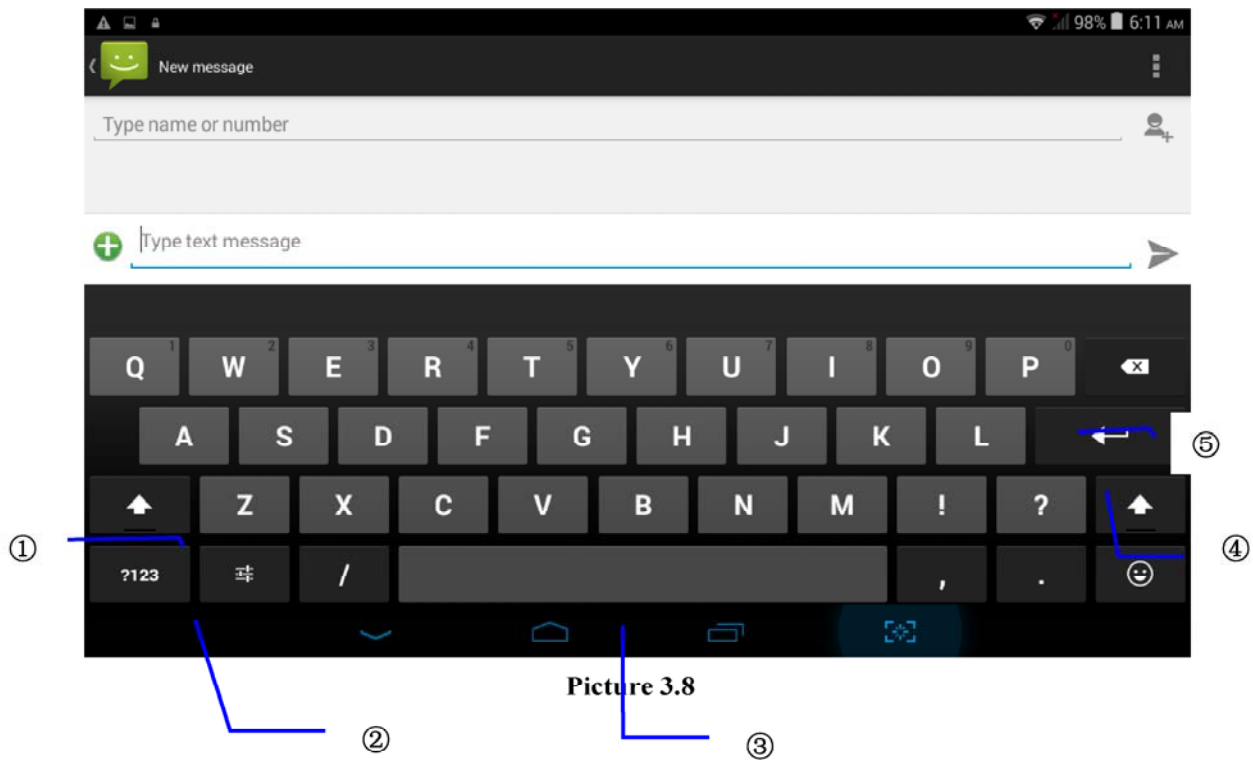 98% 6:11 AM
New message
Type name or number
Type text message
Q 1 W 2 E 3 R 4 T 5 Y 6 U 7 I 8 O 9 P 0
A S D F G H J K L
⑤
Z X C V B N M ! ?
①
④
?123 / , .
Picture 3.8
②
③